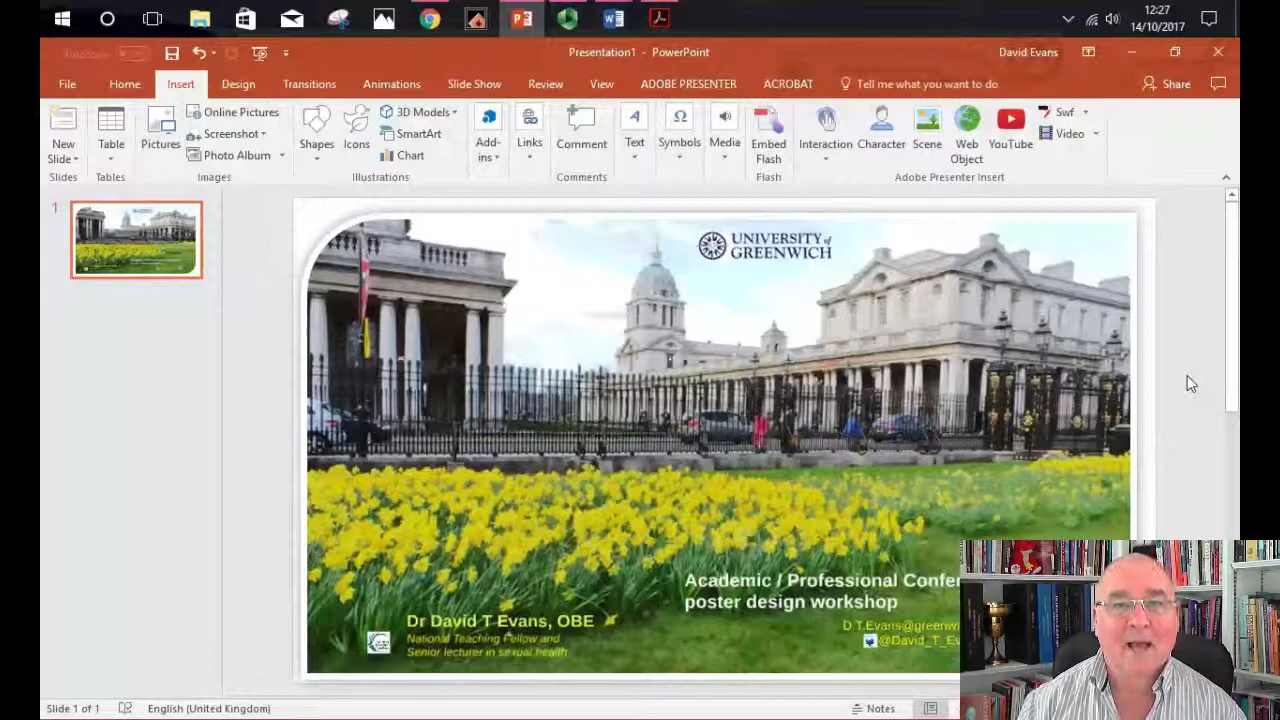 12:27
14/10/2017
Presentation1 - PowerPoint
David Evans
File
Home
Insert
Design
Transitions
Animations
Slide Show
Review
View
ADOBE PRESENTER
ACROBAT
Tell me what you want to do
Share
New
Slide
Table
Pictures
Online Pictures
Screenshot
Photo Album
Shapes
Icons
3D Models
SmartArt
Chart
Add-
ins
Links
Comment
Text
Symbols
Media
Embed
Flash
Interaction
Character
Scene
Web
Object
YouTube
Swf
Video
Slides
Tables
Images
Illustrations
Comments
Flash
Adobe Presenter Insert
1
UNIVERSITY of
GREENWICH
Academic / Professional Confe
poster design workshop
Dr David T Evans, OBE
National Teaching Fellow and
Senior lecturer in sexual health
D.T.Evans@greenwi
@David_T_Ev
Slide 1 of 1
English (United Kingdom)
Notes